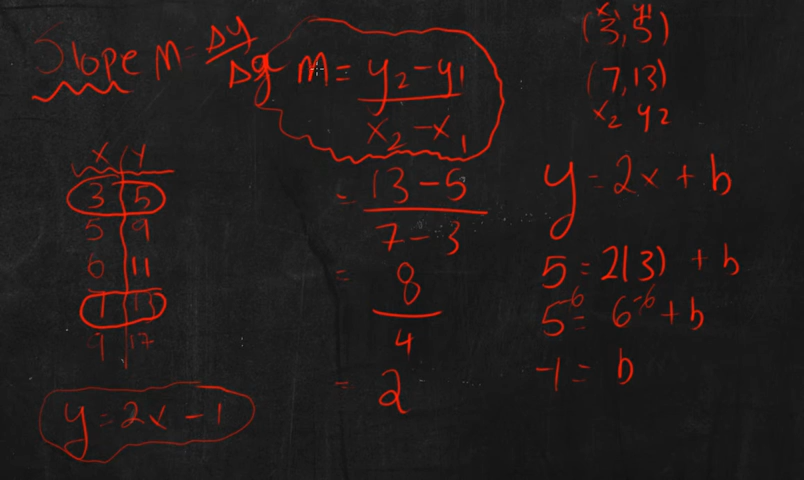 Slope M = Δy/Δx
M = y₂ - y₁ / x₂ - x₁
= 13 - 5 / 7 - 3
= 8 / 4
= 2
x₁ y₁
(3, 5)
(7, 13)
x₂ y₂
y = 2x + b
5 = 2(3) + b
5 -6 = 6 -6 + b
-1 = b
X | Y
3 | 5
5 | 9
6 | 11
1 | 13
9 | 17
y = 2x - 1